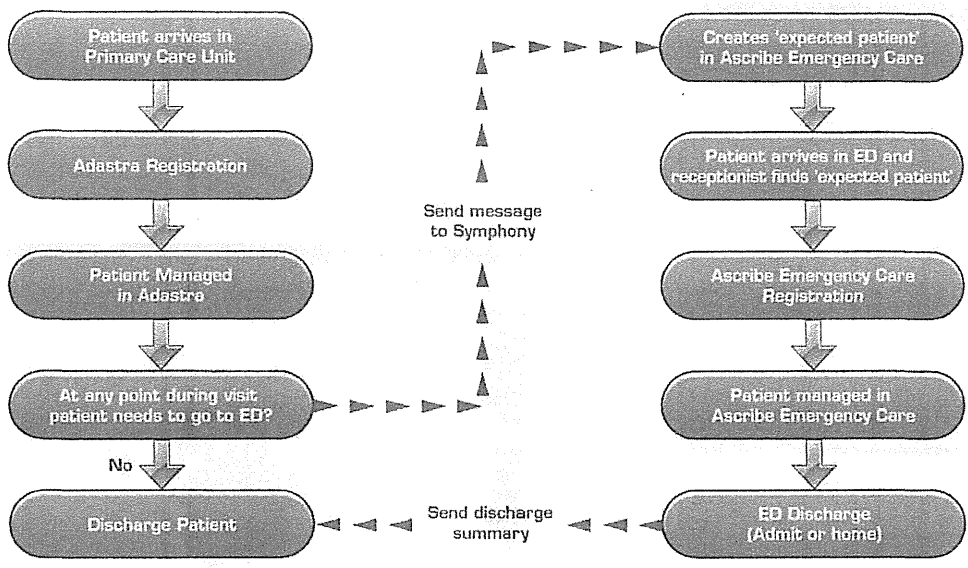 Patient arrives in
Primary Care Unit
Adastra Registration
Patient Managed
in Adastra
At any point during visit
patient needs to go to ED?
No
Discharge Patient
Send message
to Symphony
Creates 'expected patient'
in Ascribe Emergency Care
Patient arrives in ED and
receptionist finds 'expected patient'
Ascribe Emergency Care
Registration
Patient managed in
Ascribe Emergency Care
ED Discharge
(Admit or home)
Send discharge
summary